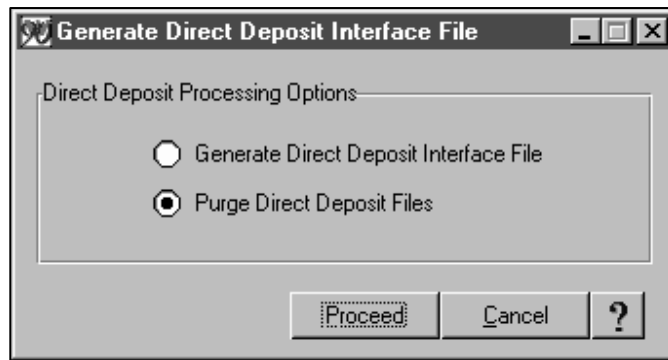 Generate Direct Deposit Interface File
Direct Deposit Processing Options
Generate Direct Deposit Interface File
Purge Direct Deposit Files
Proceed Cancel ?